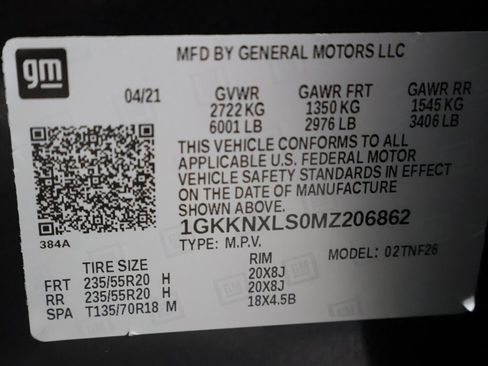 gm
MFD BY GENERAL MOTORS LLC
04/21 GVWR GAWR FRT GAWR RR
2722 KG 1350 KG 1545 KG
6001 LB 2976 LB 3406 LB
THIS VEHICLE CONFORMS TO ALL
APPLICABLE U.S. FEDERAL MOTOR
VEHICLE SAFETY STANDARDS IN EFFECT
ON THE DATE OF MANUFACTURE
SHOWN ABOVE.
384A
1GKKNXLS0MZ206862
TYPE: M.P.V. MODEL: 02TNF26
TIRE SIZE RIM
FRT 235/55R20 H 20X8J
RR 235/55R20 H 20X8J
SPA T135/70R18 M 18X4.5B